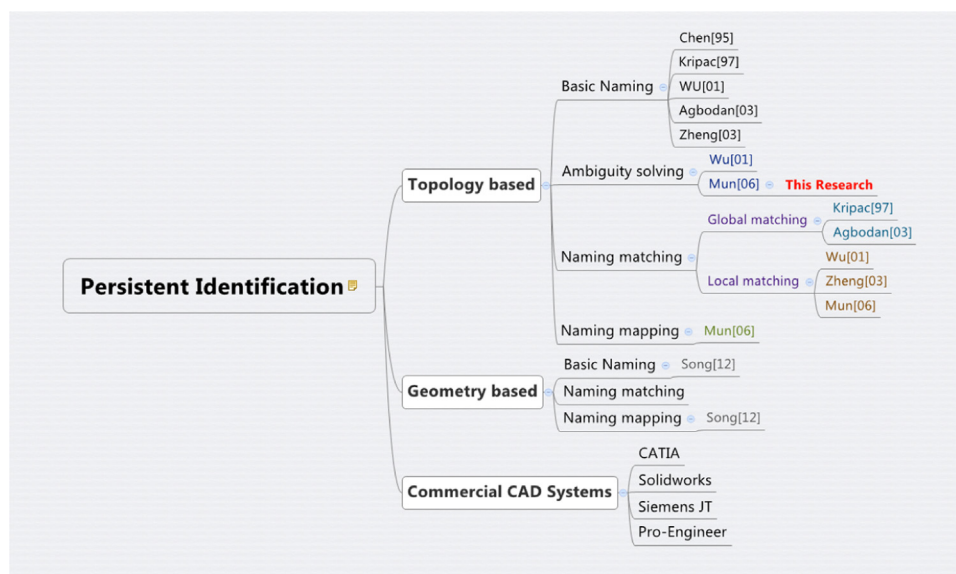 Persistent Identification
Topology based
Basic Naming
Chen[95]
Kripac[97]
WU[01]
Agbodan[03]
Zheng[03]
Ambiguity solving
Wu[01]
Mun[06]
This Research
Naming matching
Global matching
Kripac[97]
Agbodan[03]
Local matching
Wu[01]
Zheng[03]
Mun[06]
Naming mapping
Mun[06]
Geometry based
Basic Naming
Song[12]
Naming matching
Naming mapping
Song[12]
Commercial CAD Systems
CATIA
Solidworks
Siemens JT
Pro-Engineer